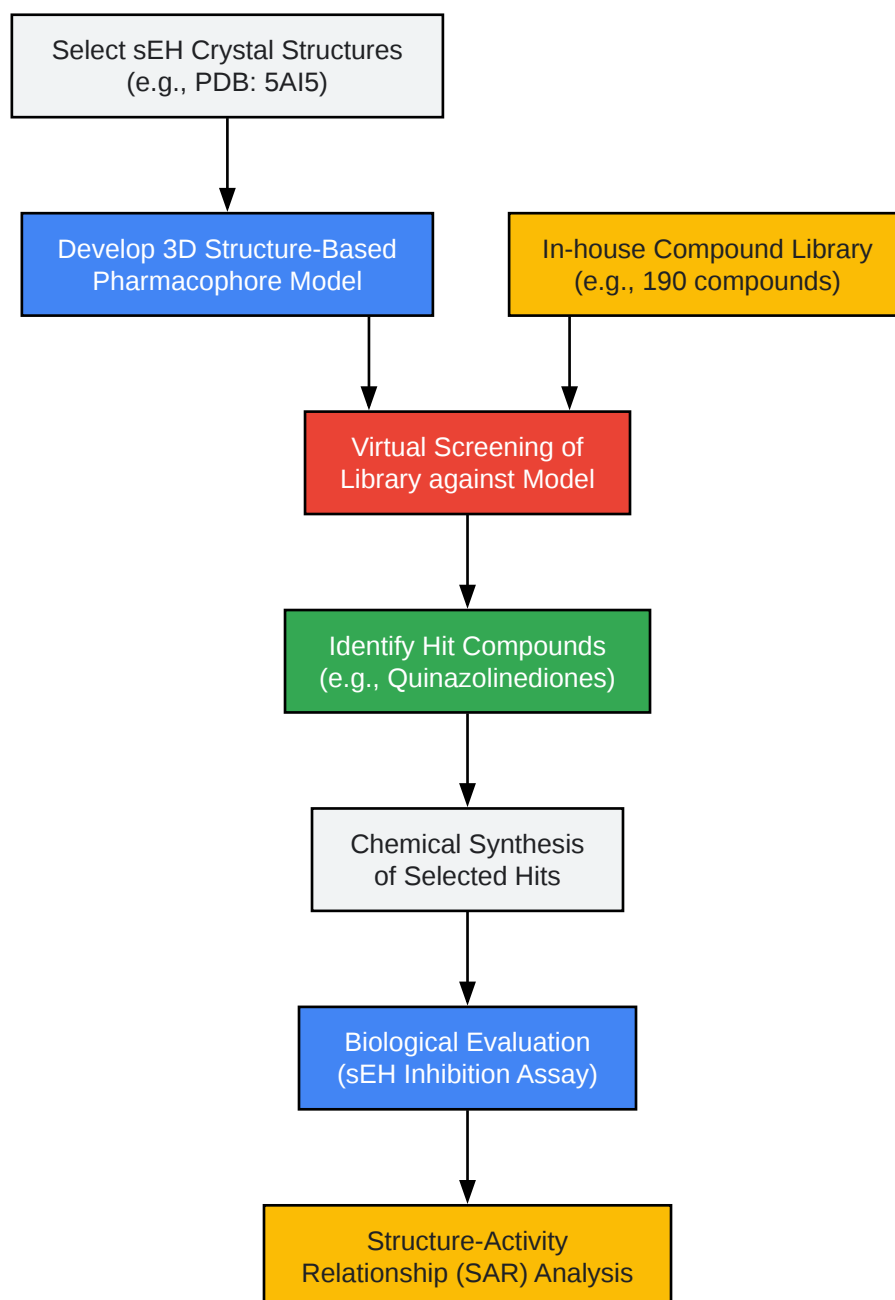 Select sEH Crystal Structures
(e.g., PDB: 5AI5)
Develop 3D Structure-Based
Pharmacophore Model
In-house Compound Library
(e.g., 190 compounds)
Virtual Screening of
Library against Model
Identify Hit Compounds
(e.g., Quinazolinediones)
Chemical Synthesis
of Selected Hits
Biological Evaluation
(sEH Inhibition Assay)
Structure-Activity
Relationship (SAR) Analysis